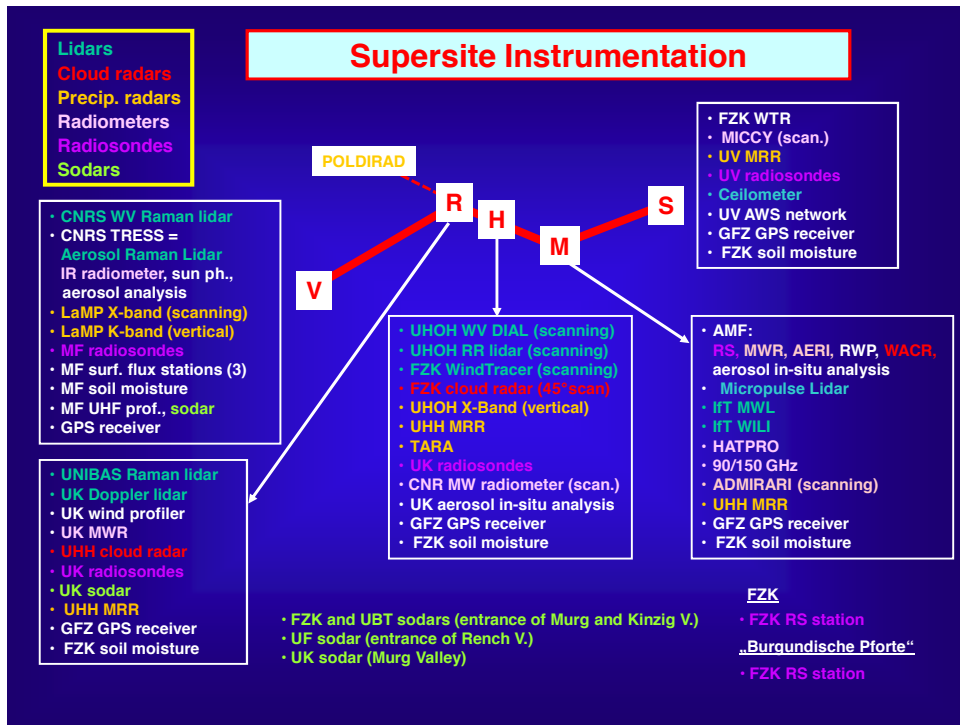 Supersite Instrumentation
Lidars
Cloud radars
Precip. radars
Radiometers
Radiosondes
Sodars
POLDIRAD
R
H
M
S
V
· FZK WTR
· MICCY (scan.)
· UV MRR
· UV radiosondes
· Ceilometer
· UV AWS network
· GFZ GPS receiver
· FZK soil moisture
· CNRS WV Raman lidar
· CNRS TRESS =
Aerosol Raman Lidar
IR radiometer, sun ph.,
aerosol analysis
· LaMP X-band (scanning)
· LaMP K-band (vertical)
· MF radiosondes
· MF surf. flux stations (3)
· MF soil moisture
· MF UHF prof., sodar
· GPS receiver
· UNIBAS Raman lidar
· UK Doppler lidar
· UK wind profiler
· UK MWR
· UHH cloud radar
· UK radiosondes
· UK sodar
· UHH MRR
· GFZ GPS receiver
· FZK soil moisture
· UHOH WV DIAL (scanning)
· UHOH RR lidar (scanning)
· FZK WindTracer (scanning)
· FZK cloud radar (45°scan)
· UHOH X-Band (vertical)
· UHH MRR
· TARA
· UK radiosondes
· CNR MW radiometer (scan.)
· UK aerosol in-situ analysis
· GFZ GPS receiver
· FZK soil moisture
· AMF:
RS, MWR, AERI, RWP, WACR,
aerosol in-situ analysis
· Micropulse Lidar
· IfT MWL
· IfT WILI
· HATPRO
· 90/150 GHz
· ADMIRARI (scanning)
· UHH MRR
· GFZ GPS receiver
· FZK soil moisture
· FZK and UBT sodars (entrance of Murg and Kinzig V.)
· UF sodar (entrance of Rench V.)
· UK sodar (Murg Valley)
FZK
· FZK RS station
„Burgundische Pforte“
· FZK RS station